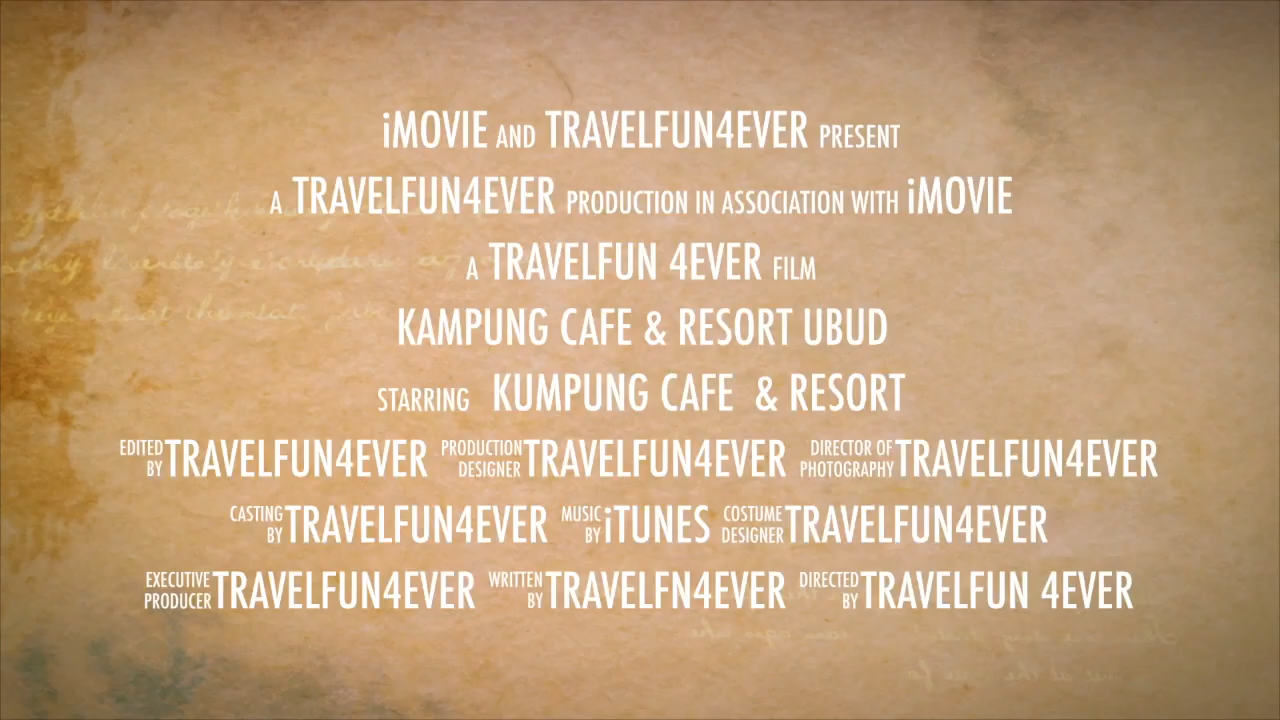 iMOVIE AND TRAVELFUN4EVER PRESENT
A TRAVELFUN4EVER PRODUCTION IN ASSOCIATION WITH iMOVIE
A TRAVELFUN 4EVER FILM
KAMPUNG CAFE & RESORT UBUD
STARRING KUMPUNG CAFE & RESORT
EDITED BY TRAVELFUN4EVER PRODUCTION DESIGNER TRAVELFUN4EVER DIRECTOR OF PHOTOGRAPHY TRAVELFUN4EVER
CASTING BY TRAVELFUN4EVER MUSIC BY iTUNES COSTUME DESIGNER TRAVELFUN4EVER
EXECUTIVE PRODUCER TRAVELFUN4EVER WRITTEN BY TRAVELFN4EVER DIRECTED BY TRAVELFUN 4EVER